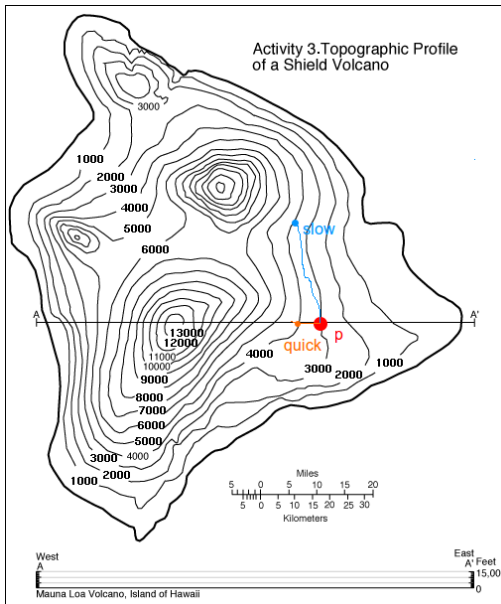 Activity 3.Topographic Profile
of a Shield Volcano
3000
1000
2000
3000
4000
5000
6000
slow
A
A'
13000
12000
11000
10000
9000
8000
7000
6000
5000
4000
3000
2000
1000
quick
p
4000
3000
2000
1000
Miles
5 0 5 10 15 20
5 0 5 10 15 20 25 30
Kilometers
West
A
East
A' Feet
15,00
0
Mauna Loa Volcano, Island of Hawaii